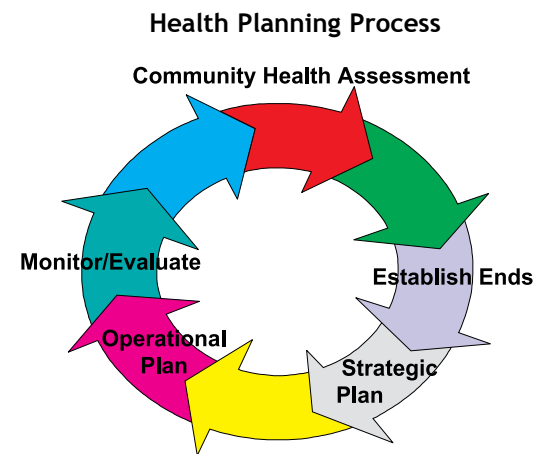 Health Planning Process
Community Health Assessment
Establish Ends
Strategic
Plan
Operational
Plan
Monitor/Evaluate